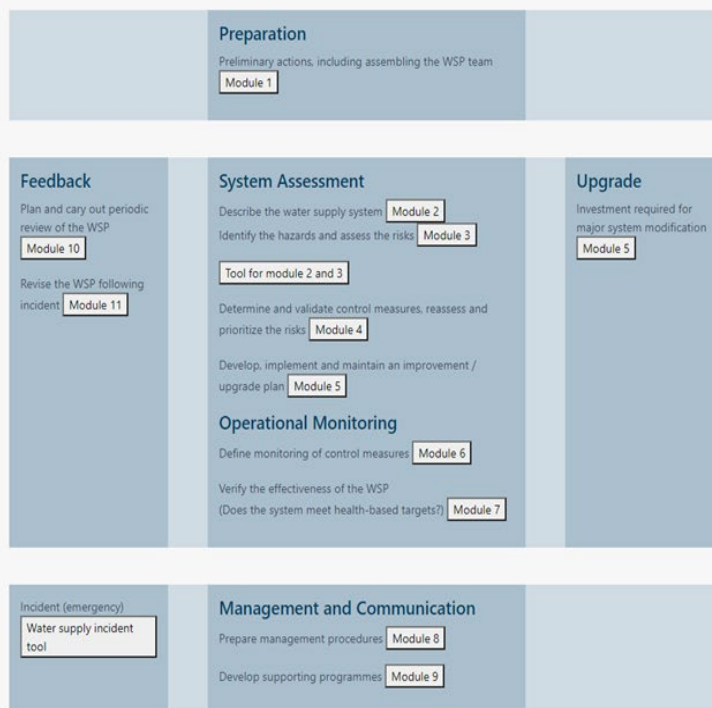 Preparation
Preliminary actions, including assembling the WSP team
Module 1
Feedback
Plan and cary out periodic
review of the WSP
Module 10
Revise the WSP following
incident Module 11
System Assessment
Describe the water supply system Module 2
Identify the hazards and assess the risks Module 3
Tool for module 2 and 3
Determine and validate control measures, reassess and
prioritize the risks Module 4
Develop, implement and maintain an improvement /
upgrade plan Module 5
Operational Monitoring
Define monitoring of control measures Module 6
Verify the effectiveness of the WSP
(Does the system meet health-based targets?) Module 7
Upgrade
Investment required for
major system modification
Module 5
Incident (emergency)
Water supply incident
tool
Management and Communication
Prepare management procedures Module 8
Develop supporting programmes Module 9